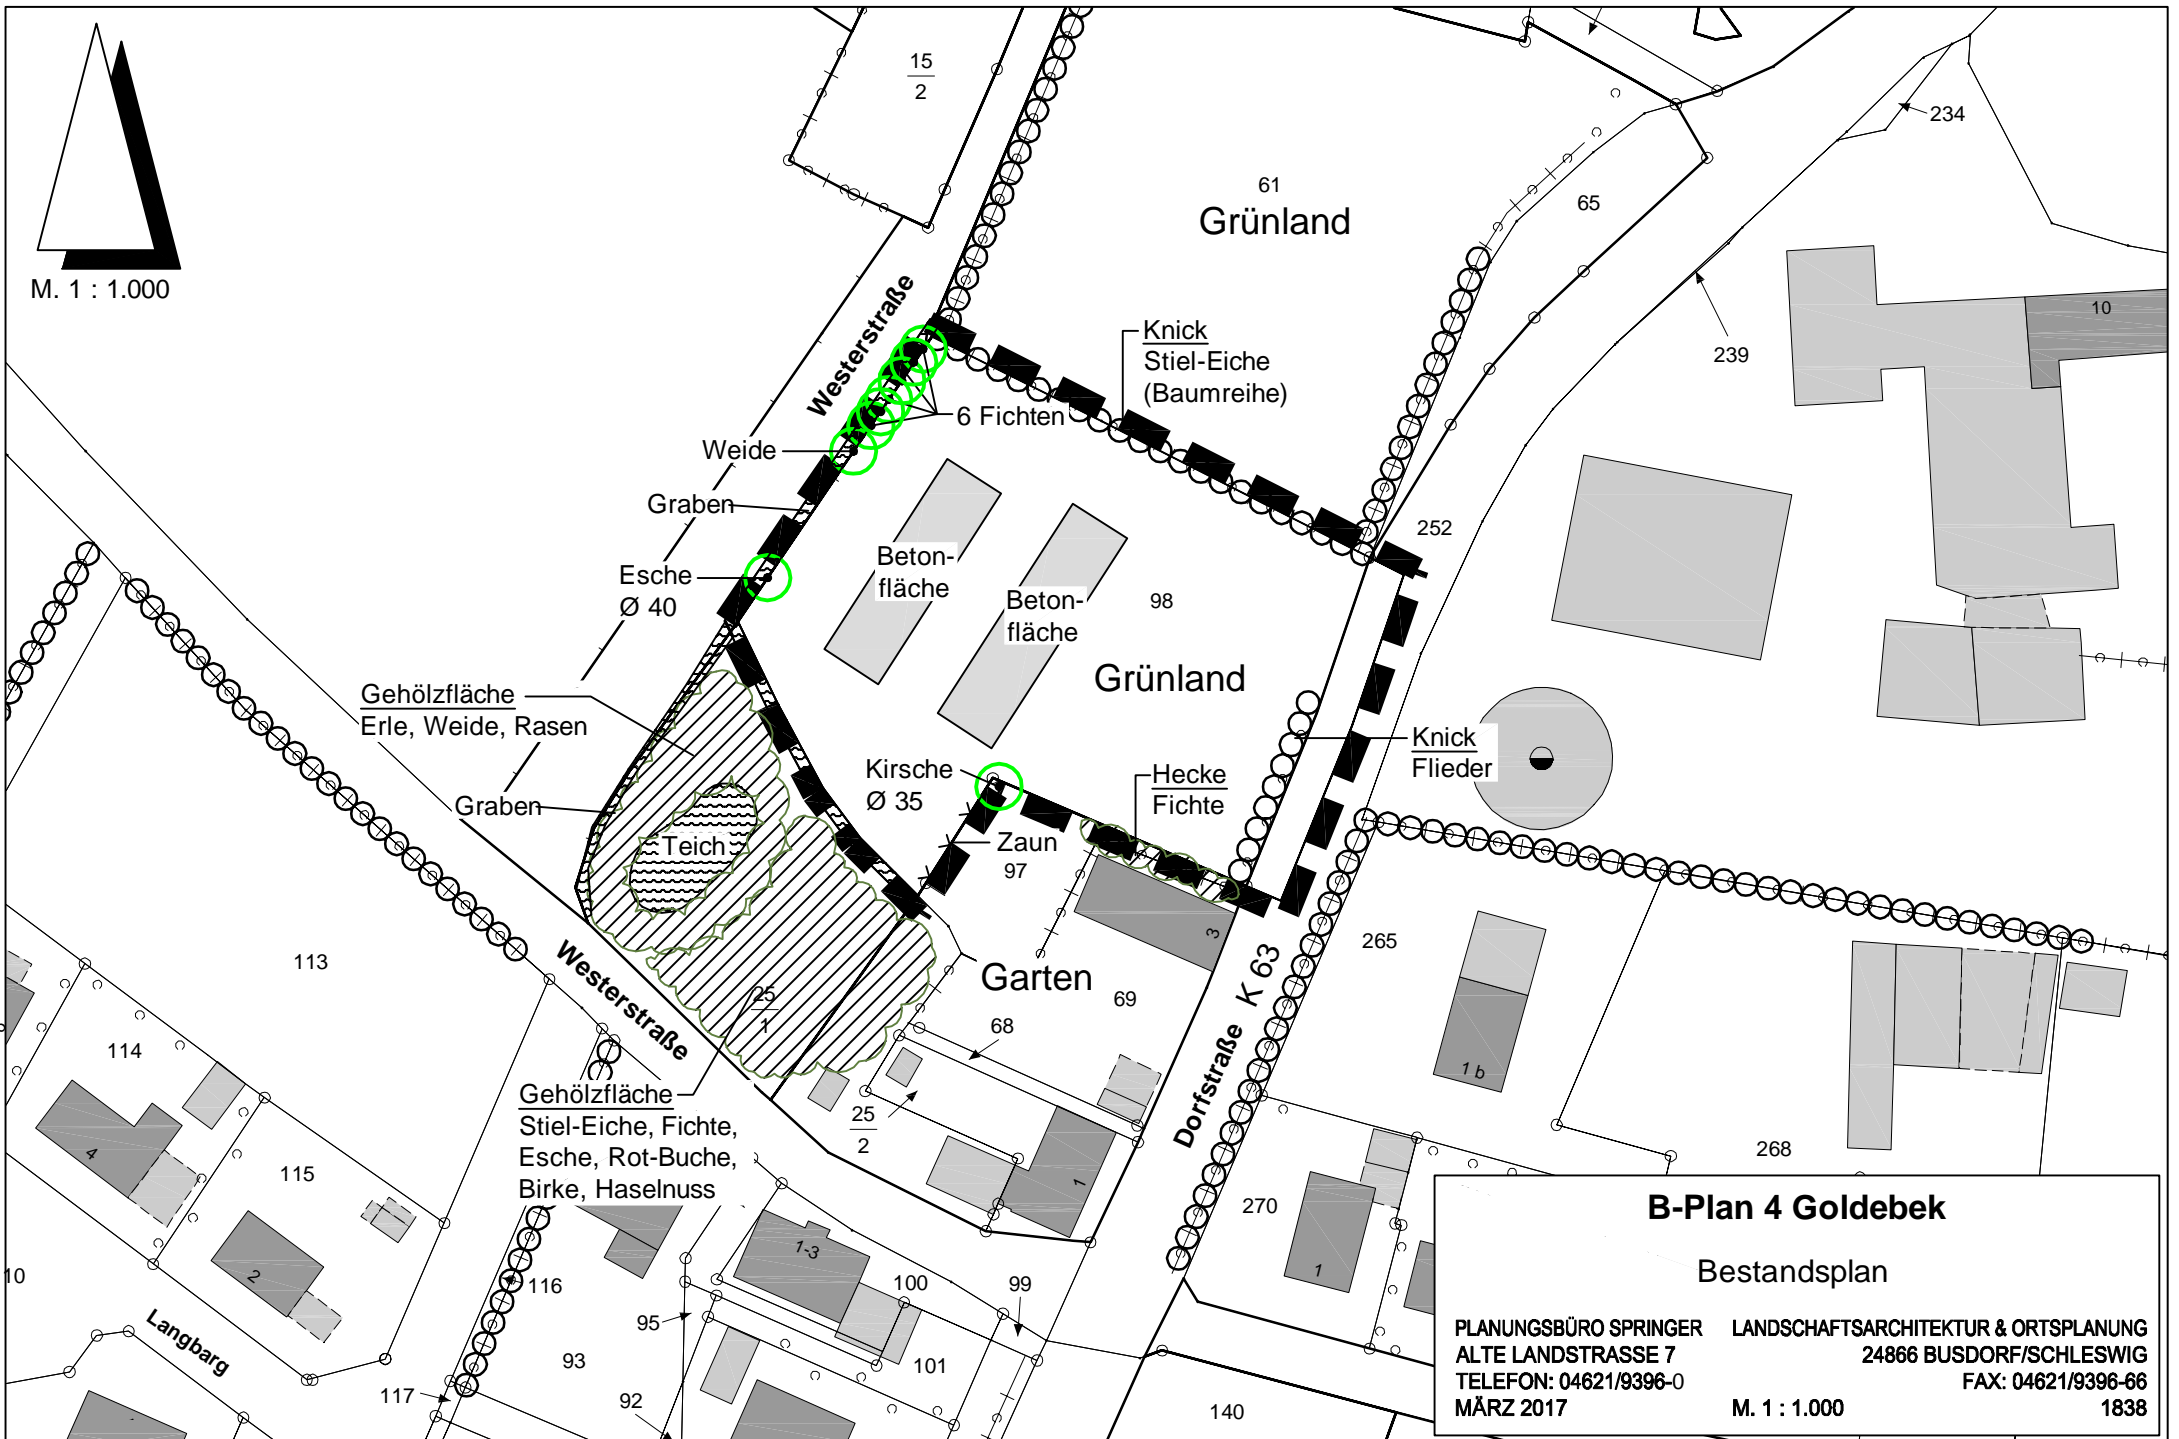 15
2
234
61
Grünland
65
M. 1 : 1.000
Westerstraße
10
239
Knick
Stiel-Eiche
(Baumreihe)
6 Fichten
Weide
Graben
252
Beton-
fläche
Esche
Ø 40
Beton-
fläche
98
Grünland
Gehölzfläche
Erle, Weide, Rasen
Knick
Flieder
Kirsche
Ø 35
Hecke
Fichte
Graben
Teich
Zaun
97
3
265
113
Westerstraße
Garten
K 63
69
25
1
68
114
Dorfstraße
1 b
Gehölzfläche
Stiel-Eiche, Fichte,
Esche, Rot-Buche,
Birke, Haselnuss
25
2
4
268
115
1
270
1-3
10
2
116
100
99
1
95
Langbarg
93
101
117
92
140
B-Plan 4 Goldebek
Bestandsplan
PLANUNGSBÜRO SPRINGER LANDSCHAFTSARCHITEKTUR & ORTSPLANUNG
ALTE LANDSTRASSE 7 24866 BUSDORF/SCHLESWIG
TELEFON: 04621/9396-0 FAX: 04621/9396-66
MÄRZ 2017 M. 1 : 1.000 1838